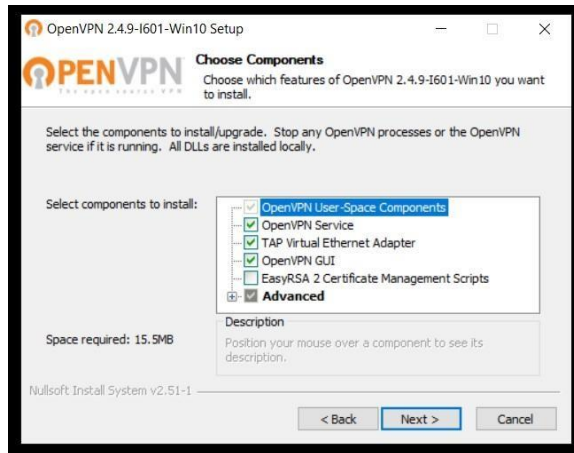 OpenVPN 2.4.9-I601-Win10 Setup
OPENVPN
The open source VPN
Choose Components
Choose which features of OpenVPN 2.4.9-I601-Win10 you want
to install.
Select the components to install/upgrade. Stop any OpenVPN processes or the OpenVPN
service if it is running. All DLLs are installed locally.
Select components to install:
OpenVPN User-Space Components
OpenVPN Service
TAP Virtual Ethernet Adapter
OpenVPN GUI
EasyRSA 2 Certificate Management Scripts
Advanced
Space required: 15.5MB
Description
Position your mouse over a component to see its
description.
Nullsoft Install System v2.51-1
< Back Next > Cancel